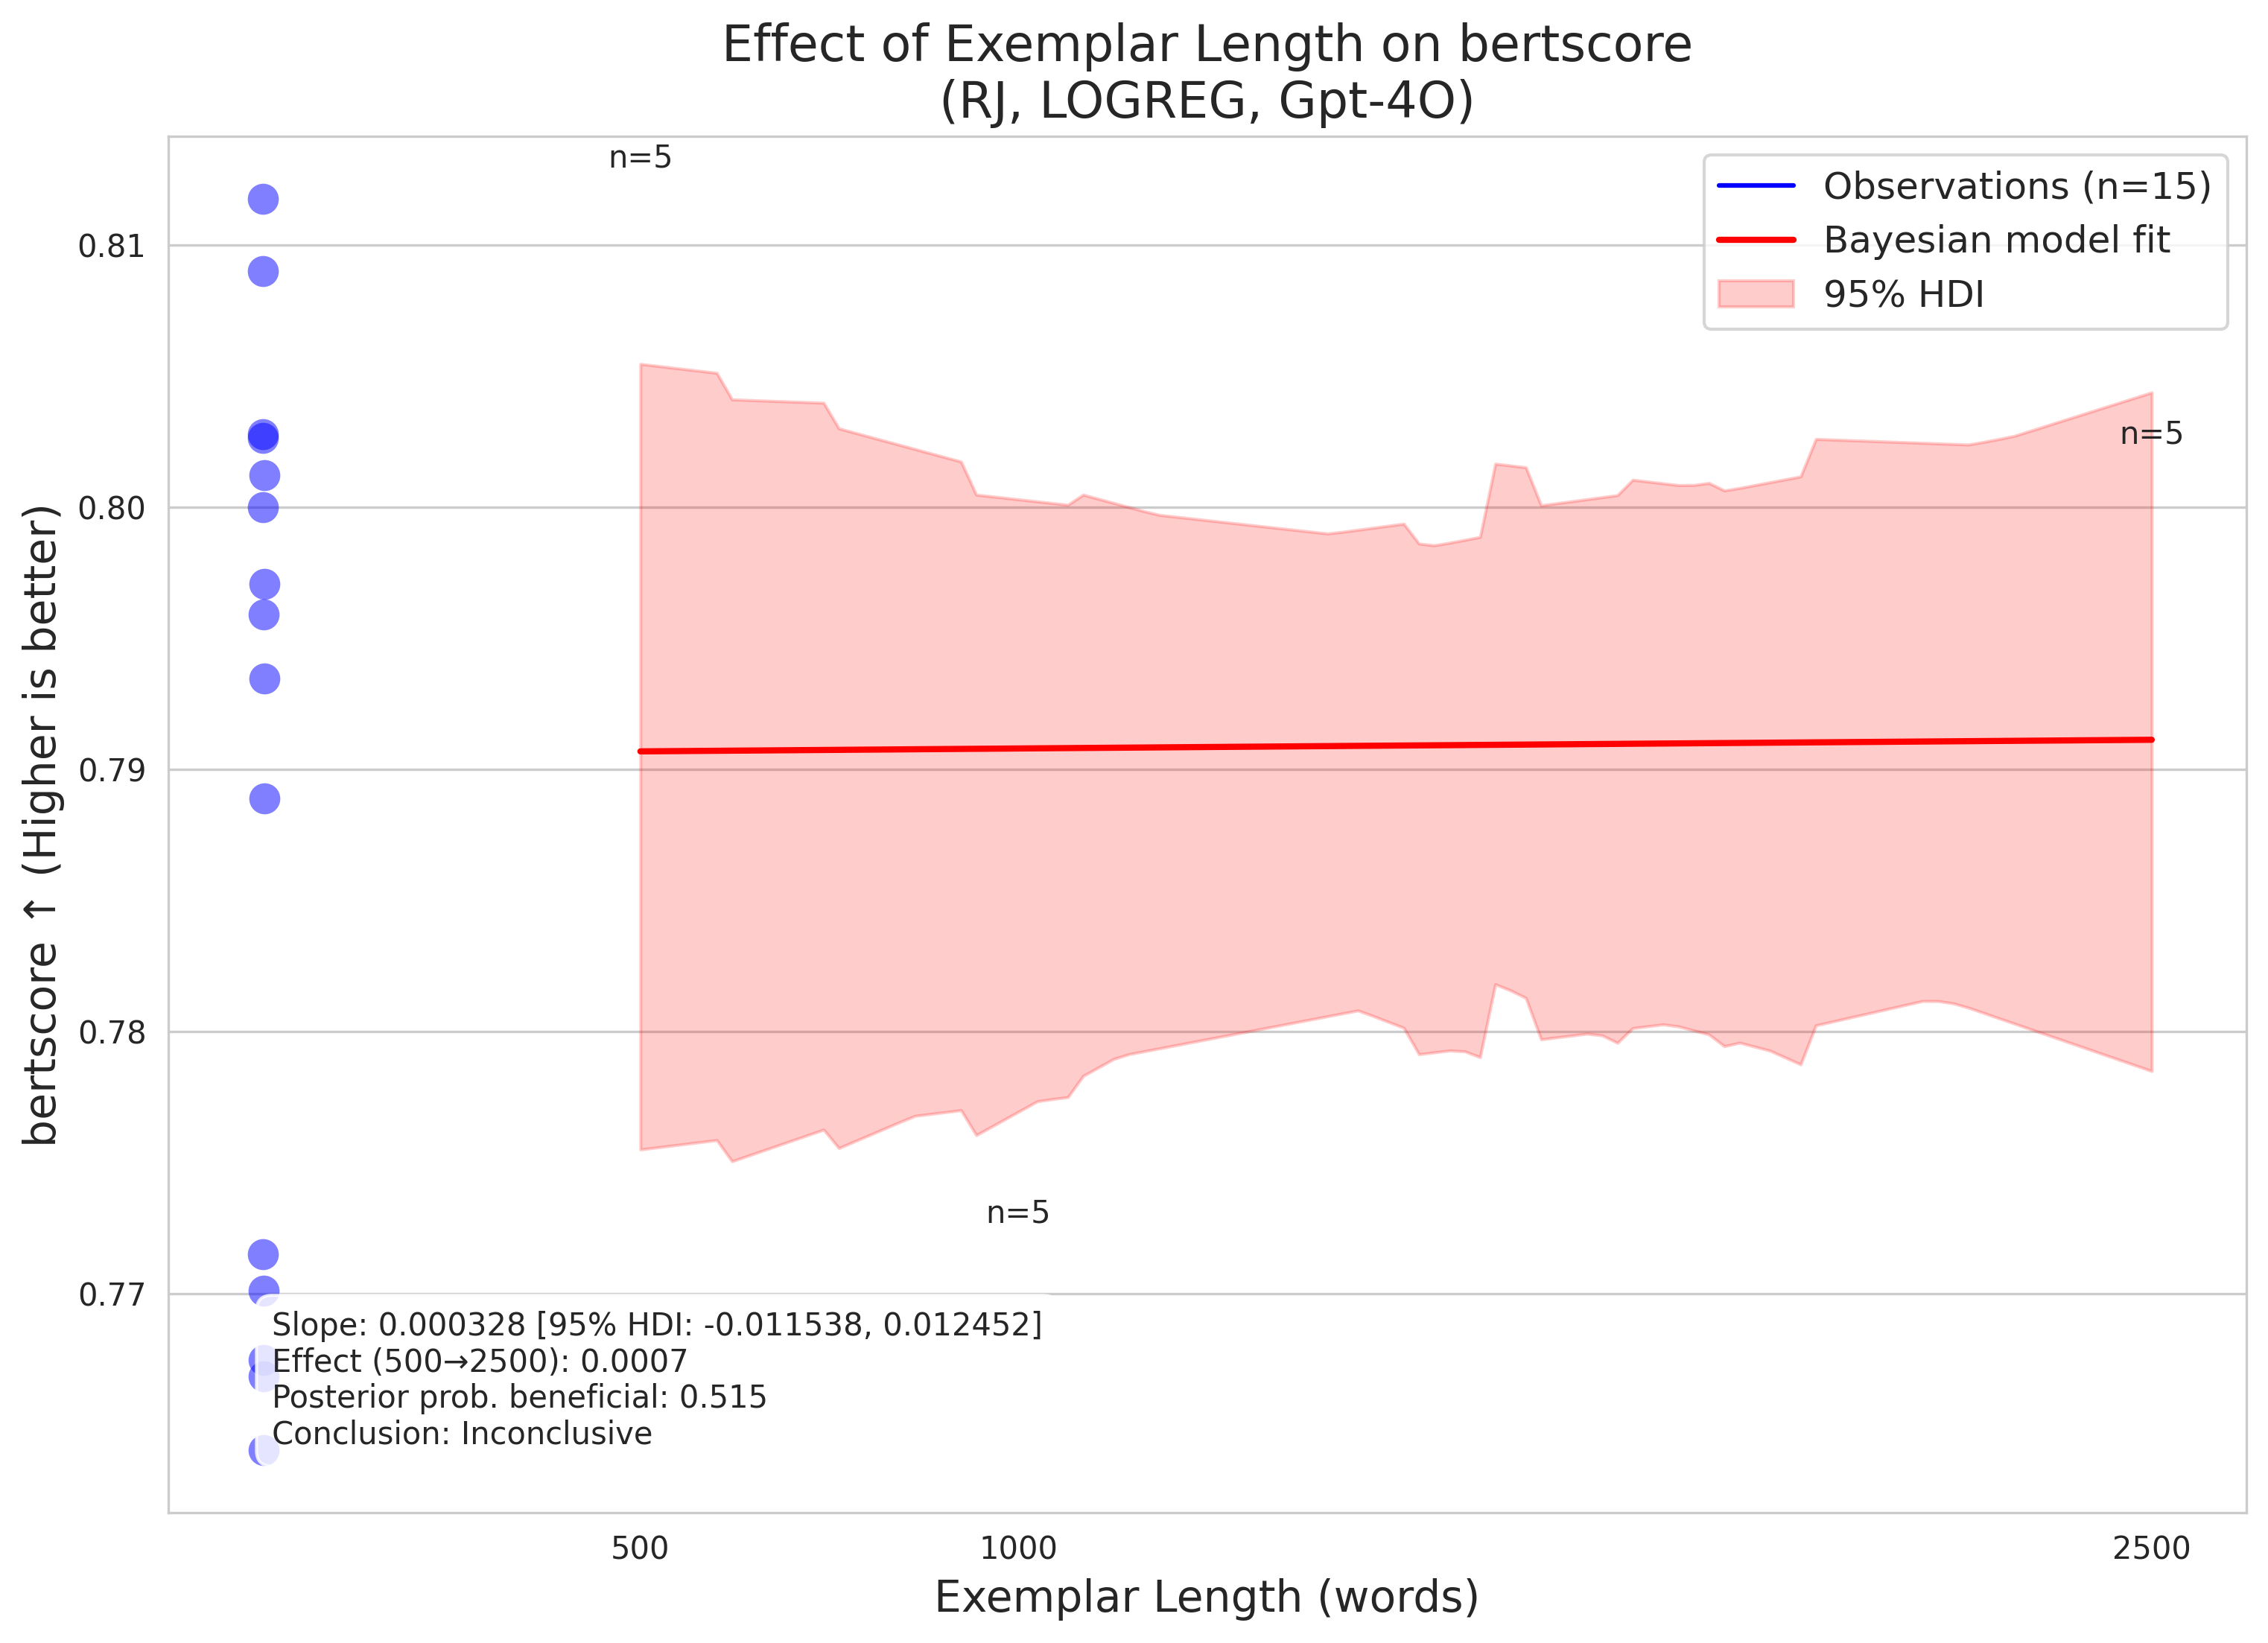 Effect of Exemplar Length on bertscore
(RJ, LOGREG, Gpt-4O)
n=5
Observations (n=15)
Bayesian model fit
95% HDI
0.81
n=5
0.80
0.79
0.78
n=5
0.77
bertscore ↑ (Higher is better)
Slope: 0.000328 [95% HDI: -0.011538, 0.012452]
Effect (500→2500): 0.0007
Posterior prob. beneficial: 0.515
Conclusion: Inconclusive
500
1000
2500
Exemplar Length (words)